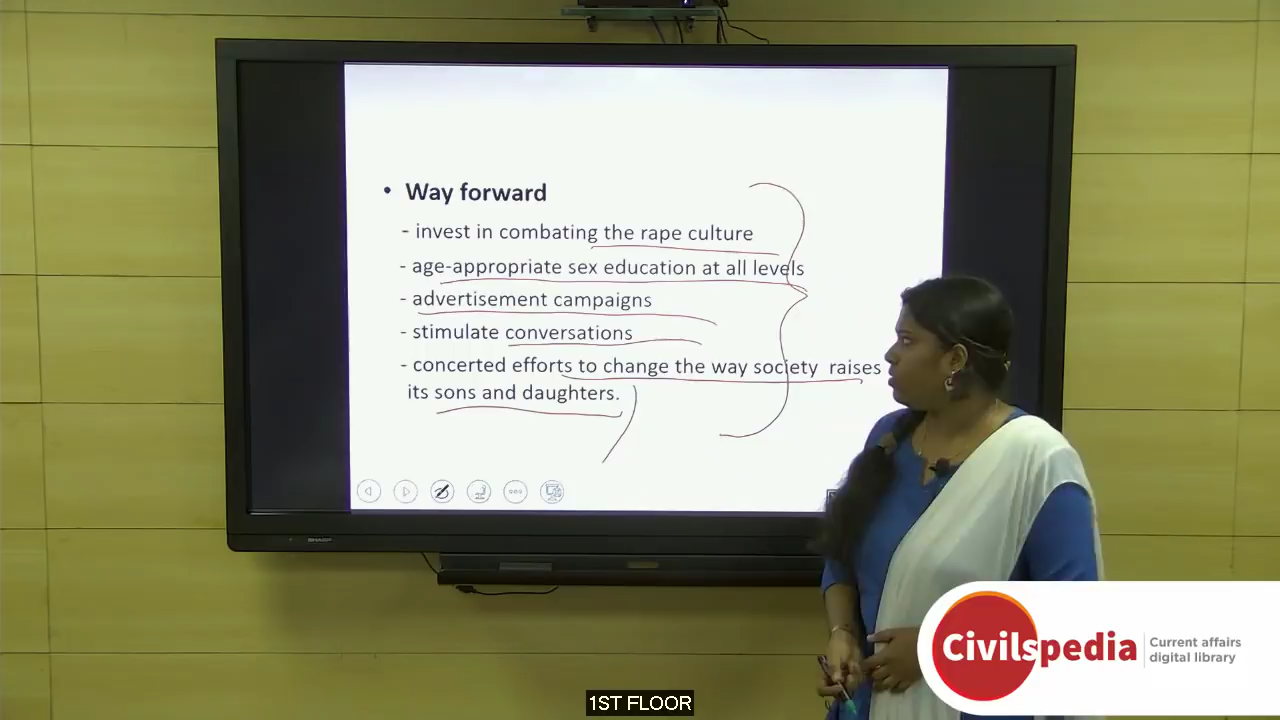 • Way forward
- invest in combating the rape culture
- age-appropriate sex education at all levels
- advertisement campaigns
- stimulate conversations
- concerted efforts to change the way society raises
its sons and daughters.
SHARP
Civilspedia
Current affairs
digital library
1ST FLOOR